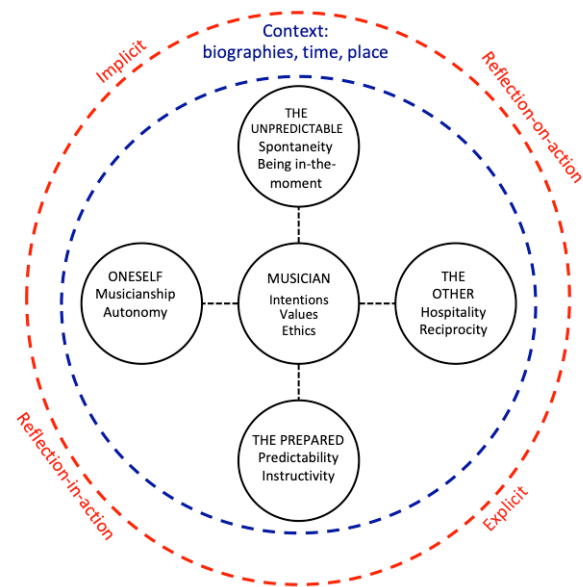 Context:
biographies, time, place
Implicit
Reflection-on-action
THE
UNPREDICTABLE
Spontaneity
Being in-the-
moment
ONESELF
Musicianship
Autonomy
MUSICIAN
Intentions
Values
Ethics
THE
OTHER
Hospitality
Reciprocity
THE PREPARED
Predictability
Instructivity
Reflection-in-action
Explicit